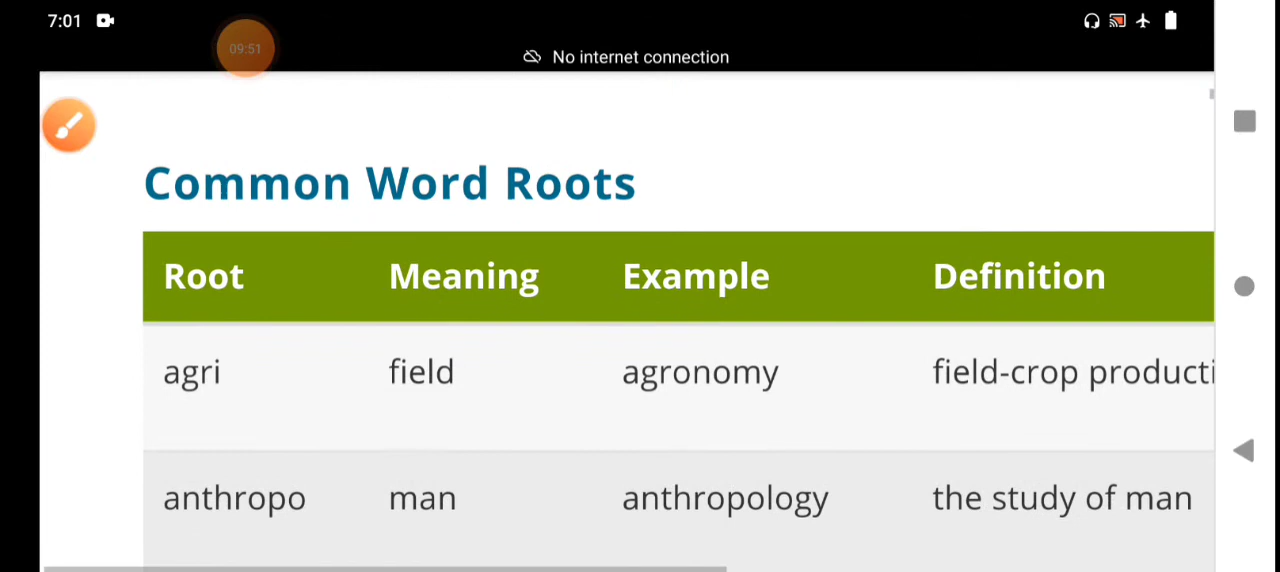 7:01
09:51
No internet connection
Common Word Roots
Root Meaning Example Definition
agri field agronomy field-crop producti
anthropo man anthropology the study of man